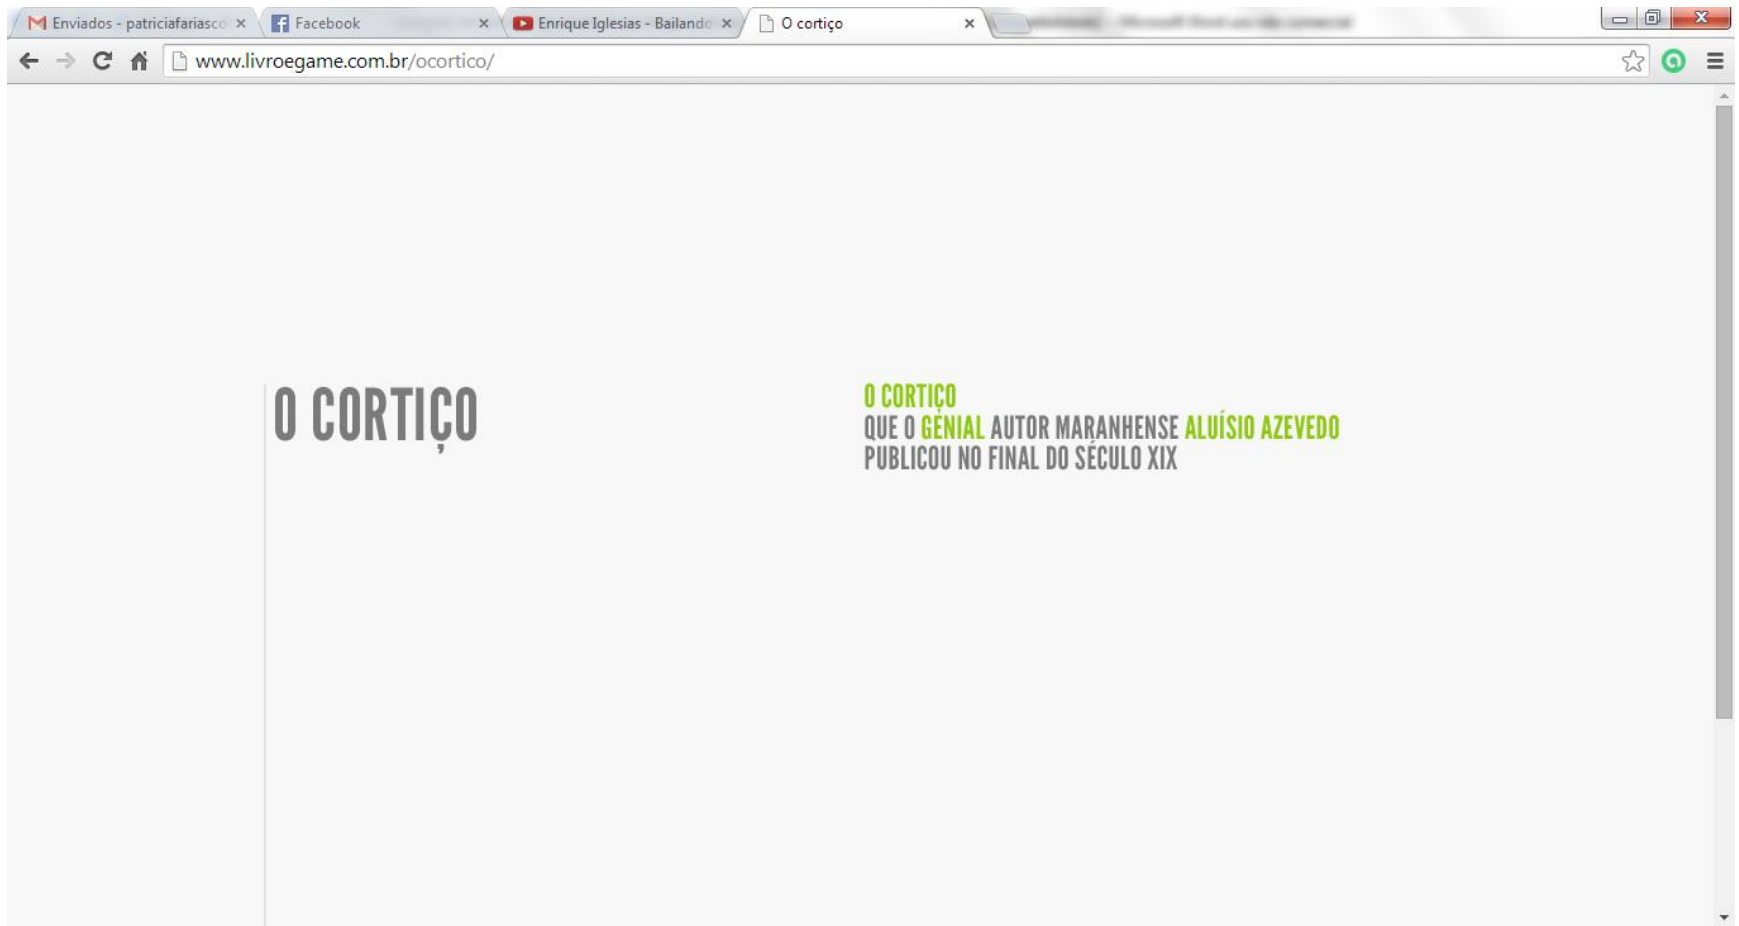 Enviados - patriciafariasco
Facebook
Enrique Iglesias - Bailando
O cortiço
www.livroegame.com.br/ocortico/
O CORTIÇO
O CORTIÇO
QUE O GENIAL AUTOR MARANHENSE ALUÍSIO AZEVEDO
PUBLICOU NO FINAL DO SÉCULO XIX